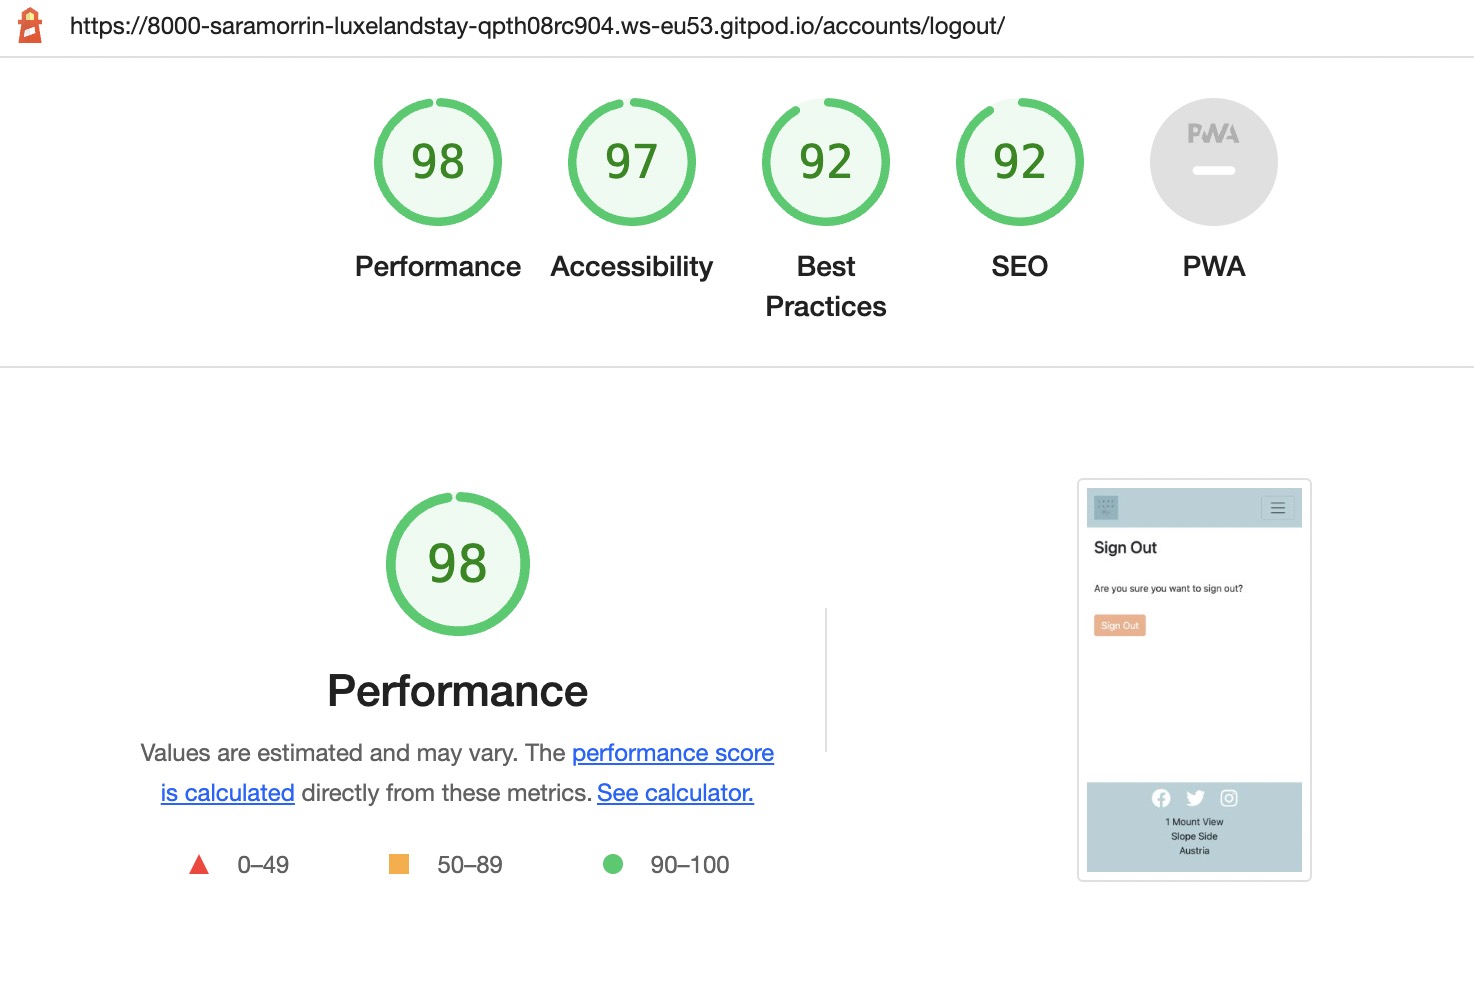 https://8000-saramorrin-luxelandstay-qpth08rc904.ws-eu53.gitpod.io/accounts/logout/
98
97
92
92
PWA
Performance
Accessibility
Best
Practices
SEO
PWA
98
Performance
Values are estimated and may vary. The performance score
is calculated directly from these metrics. See calculator.
0–49
50–89
90–100
Sign Out
Are you sure you want to sign out?
Sign Out
1 Mount View
Slope Side
Austria